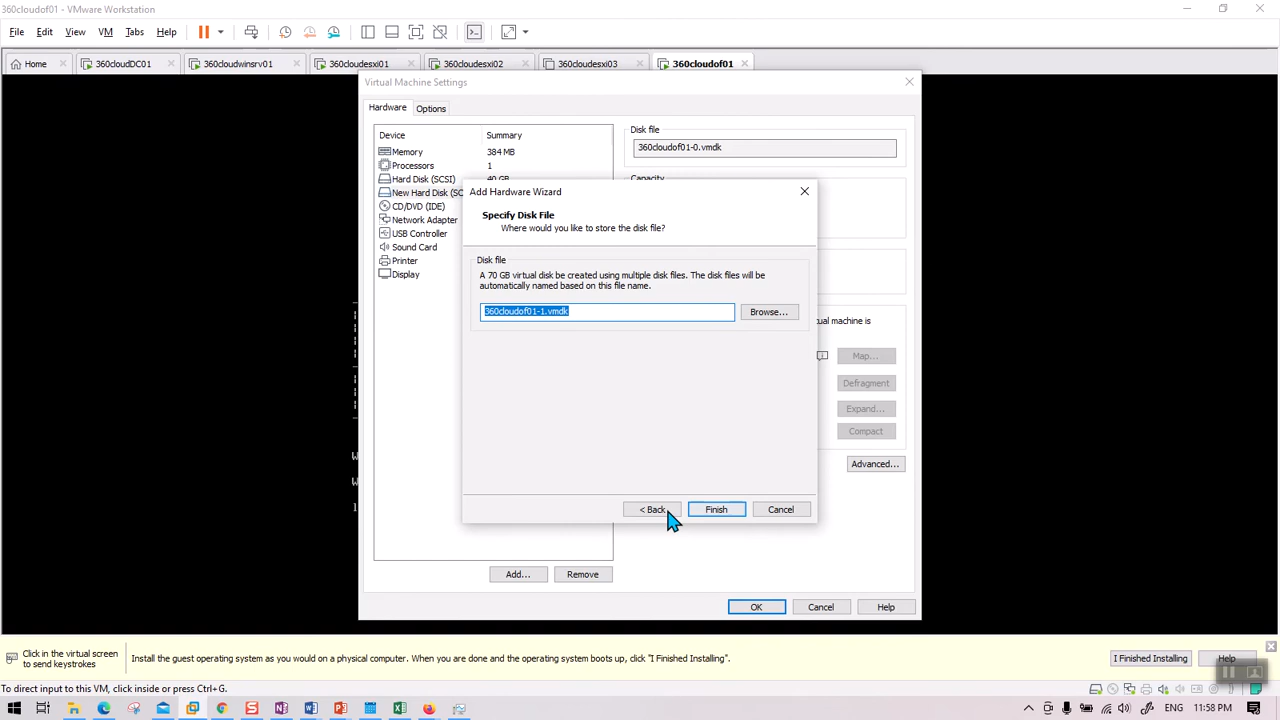 360cloudof01 - VMware Workstation
File Edit View VM Tabs Help
Home 360cloudDC01 360cloudwinsrv01 360cloudesxi01 360cloudesxi02 360cloudesxi03 360cloudof01
Virtual Machine Settings
Hardware Options
Device Summary
Memory 384 MB
Processors 1
Hard Disk (SCSI) 40 GB
New Hard Disk (SC
CD/DVD (IDE)
Network Adapter
USB Controller
Sound Card
Printer
Display
Disk file
360cloudof01-0.vmdk
Capacity
Add Hardware Wizard
Specify Disk File
Where would you like to store the disk file?
Disk file
A 70 GB virtual disk be created using multiple disk files. The disk files will be
automatically named based on this file name.
360cloudof01-1.vmdk
Browse...
< Back Finish Cancel
tual machine is
Map...
Defragment
Expand...
Compact
Advanced...
Add... Remove
OK Cancel Help
Click in the virtual screen
to send keystrokes
Install the guest operating system as you would on a physical computer. When you are done and the operating system boots up, click "I Finished Installing".
I Finished Installing Help
To direct input to this VM, click inside or press Ctrl+G.
ENG 11:58 PM